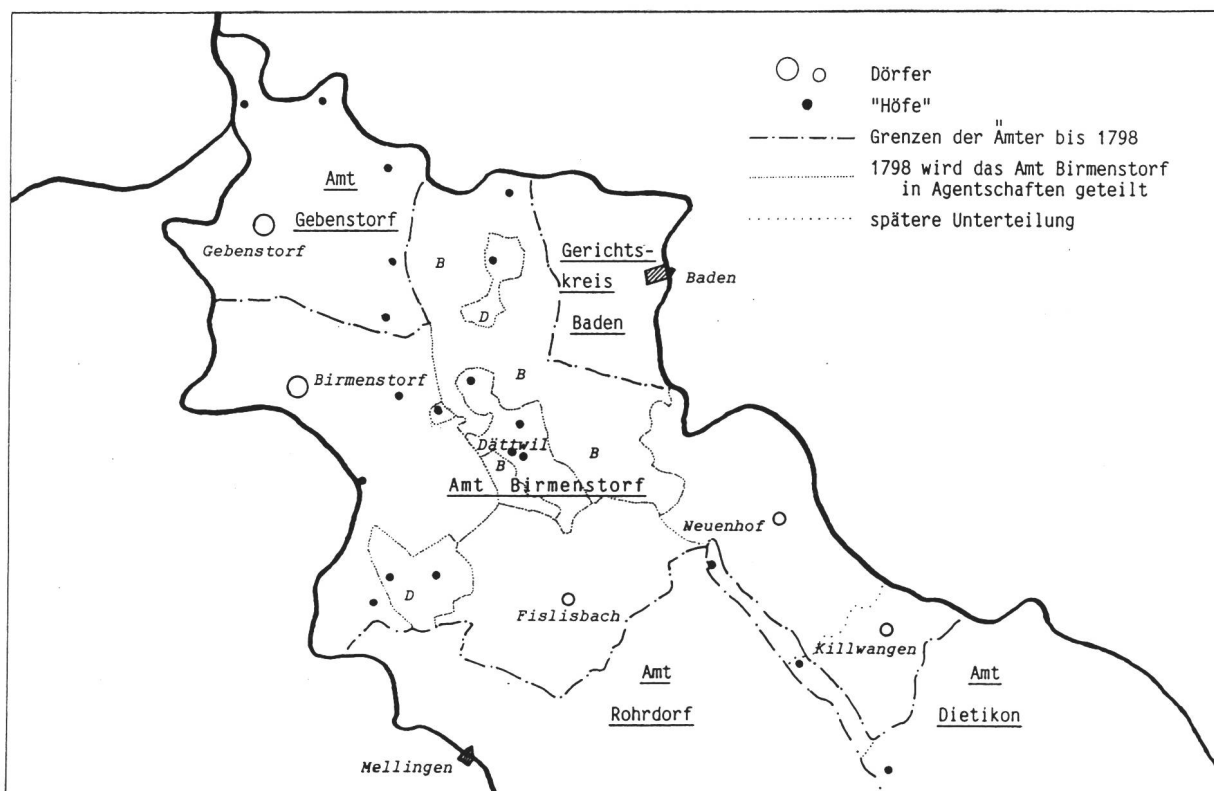 Dörfer
"Höfe"
Grenzen der Ämter bis 1798
1798 wird das Amt Birmenstorf
in Agentschaften geteilt
spätere Unterteilung
Amt
Gebenstorf
Gebenstorf
B
D
Gerichts-
kreis
Baden
Baden
Birmenstorf
B
Dättwil
B
B
Amt Birmenstorf
Neuenhof
D
Fislisbach
Killwangen
Amt
Rohrdorf
Amt
Dietikon
Mellingen